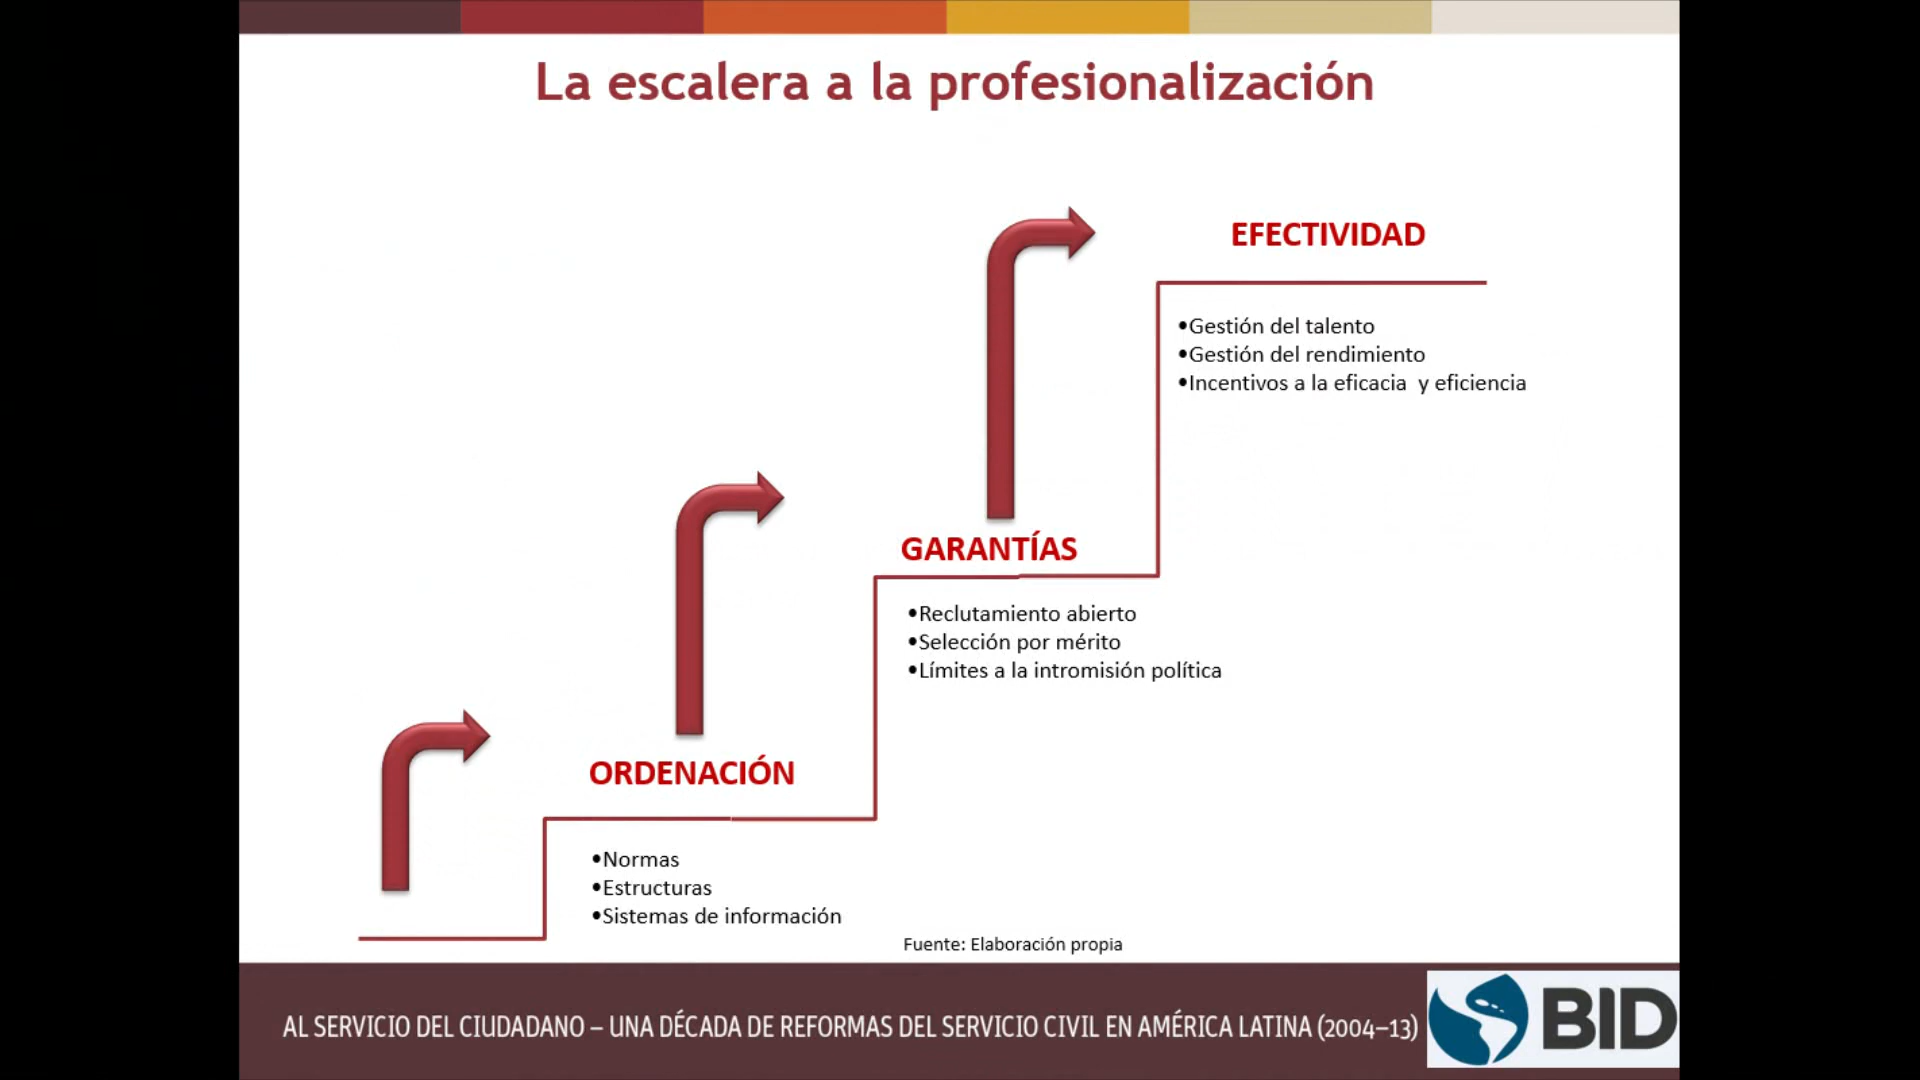 La escalera a la profesionalización
EFECTIVIDAD
•Gestión del talento
•Gestión del rendimiento
•Incentivos a la eficacia  y eficiencia
GARANTÍAS
•Reclutamiento abierto
•Selección por mérito
•Límites a la intromisión política
ORDENACIÓN
•Normas
•Estructuras
•Sistemas de información
Fuente: Elaboración propia
AL SERVICIO DEL CIUDADANO – UNA DÉCADA DE REFORMAS DEL SERVICIO CIVIL EN AMÉRICA LATINA (2004–13)
BID